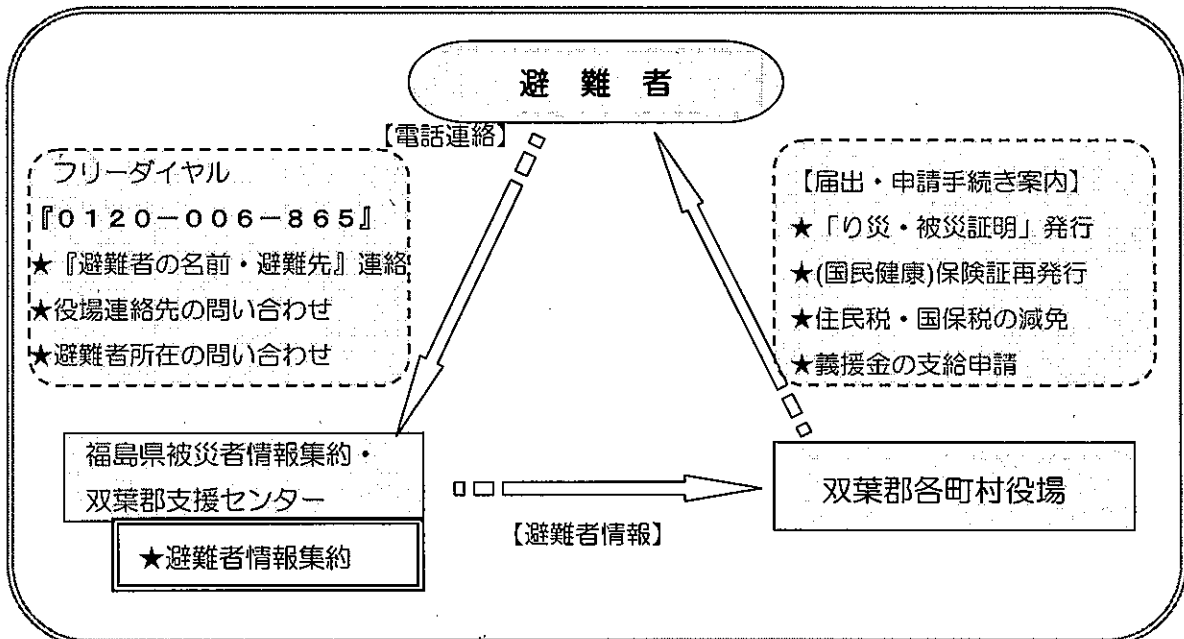 避難者
【電話連絡】
フリーダイヤル
『0120－006－865』
★『避難者の名前・避難先』連絡
★役場連絡先の問い合わせ
★避難者所在の問い合わせ
【届出・申請手続き案内】
★「り災・被災証明」発行
★(国民健康)保険証再発行
★住民税・国保税の減免
★義援金の支給申請
福島県被災者情報集約・
双葉郡支援センター
★避難者情報集約
【避難者情報】
双葉郡各町村役場